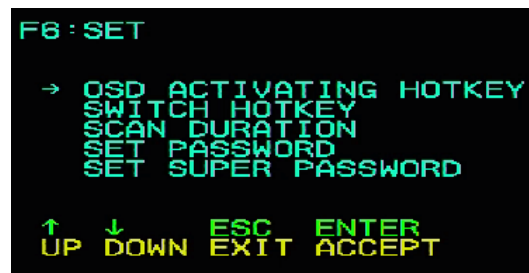 F6:SET
→ OSD ACTIVATING HOTKEY
SWITCH HOTKEY
SCAN DURATION
SET PASSWORD
SET SUPER PASSWORD
↑ ↓ ESC ENTER
UP DOWN EXIT ACCEPT